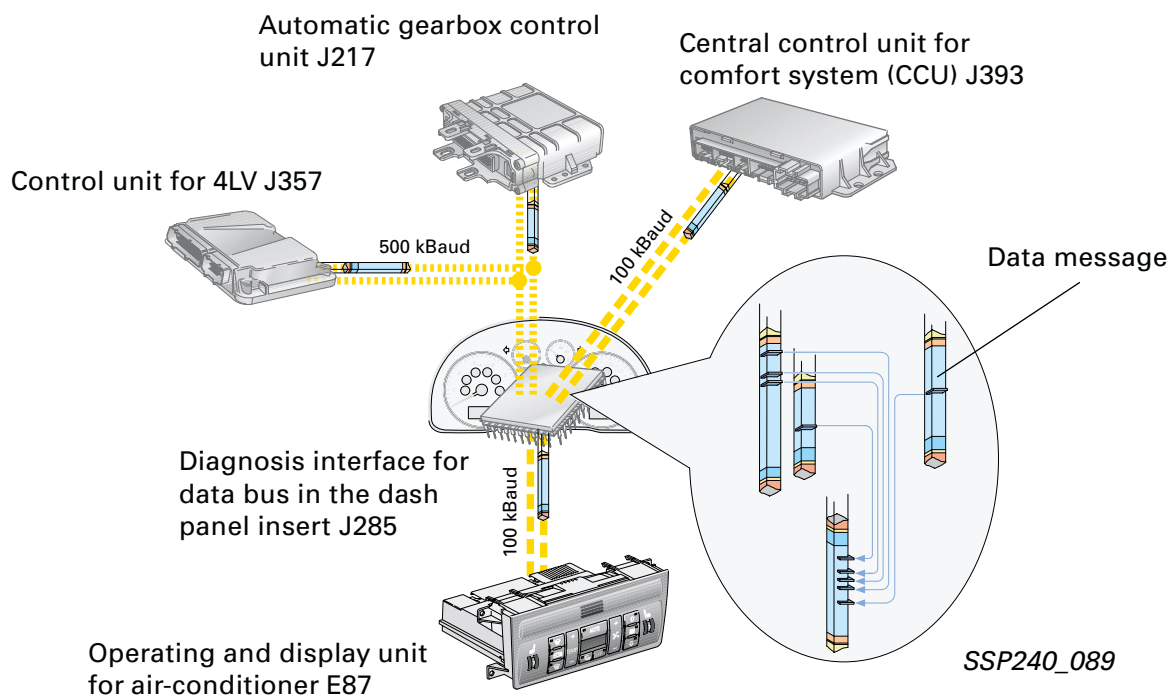 Automatic gearbox control
unit J217
Central control unit for
comfort system (CCU) J393
Control unit for 4LV J357
500 kBaud
100 kBaud
Data message
Diagnosis interface for
data bus in the dash
panel insert J285
100 kBaud
Operating and display unit
for air-conditioner E87
SSP240_089